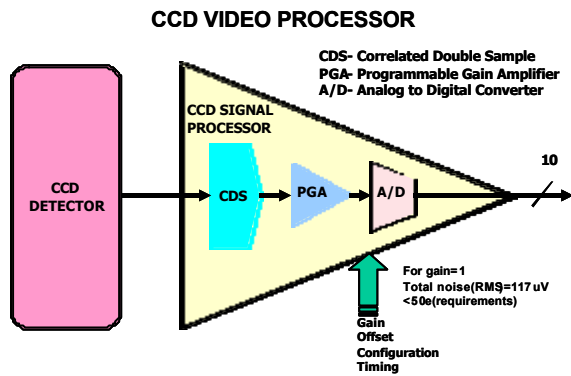 CCD VIDEO PROCESSOR
CDS- Correlated Double Sample
PGA- Programmable Gain Amplifier
A/D- Analog to Digital Converter
CCD SIGNAL
PROCESSOR
10
CCD
DETECTOR
CDS
PGA
A/D
For gain=1
Total noise(RMS)=117 uV
<50e(requirements)
Gain
Offset
Configuration
Timing